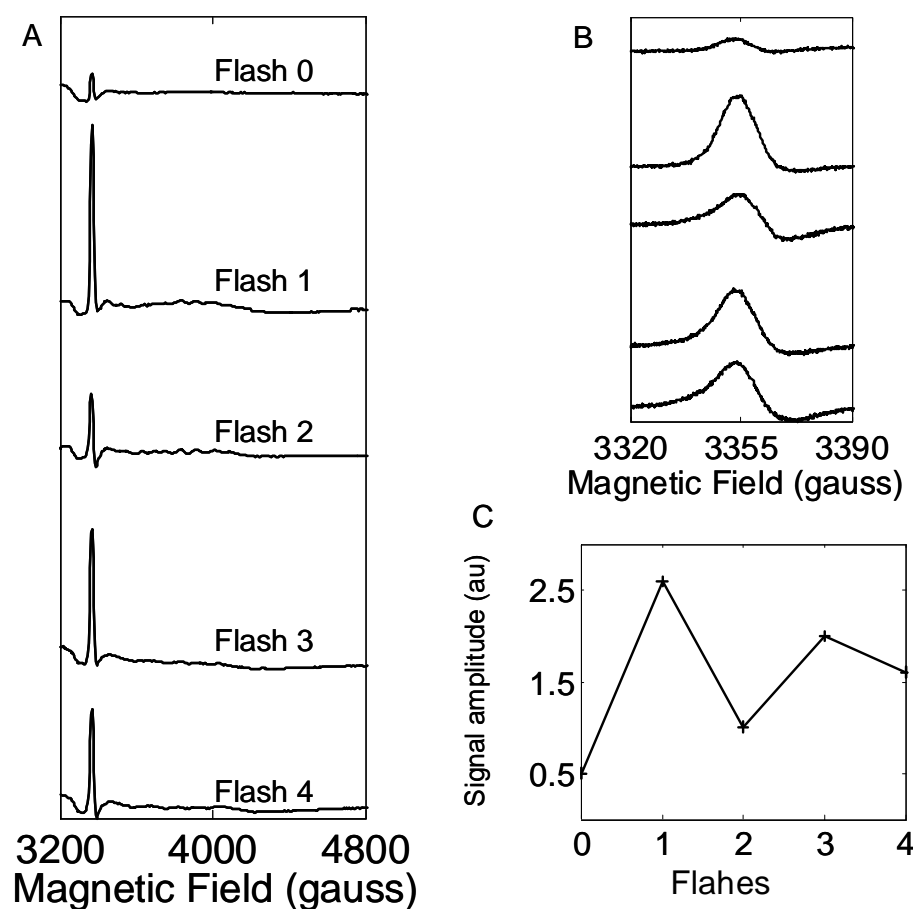 A
Flash 0
Flash 1
Flash 2
Flash 3
Flash 4
3200 4000 4800
Magnetic Field (gauss)
B
3320 3355 3390
Magnetic Field (gauss)
C
Signal amplitude (au)
2.5
1.5
0.5
0 1 2 3 4
Flahes